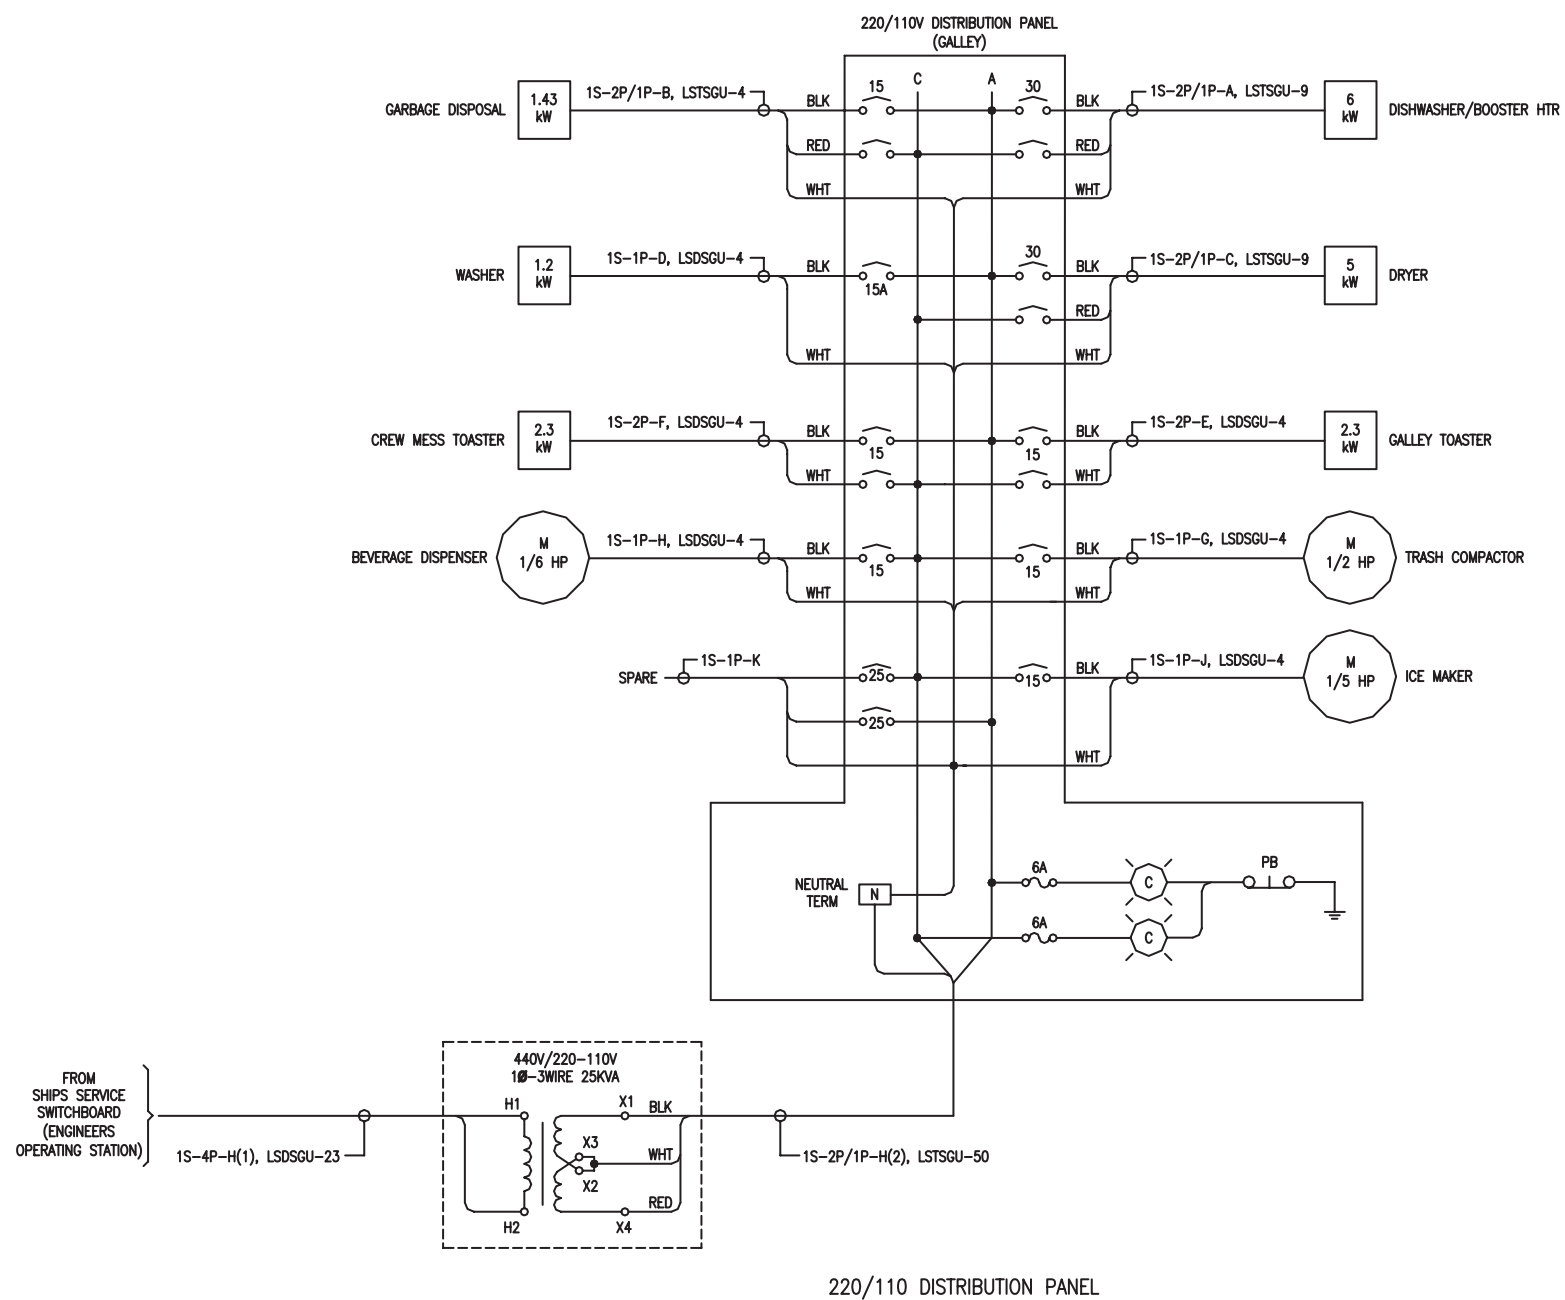 220/110V DISTRIBUTION PANEL
(GALLEY)
C
A
GARBAGE DISPOSAL
1.43
kW
1S-2P/1P-B, LSTSGU-4
BLK
15
30
BLK
1S-2P/1P-A, LSTSGU-9
6
kW
DISHWASHER/BOOSTER HTR
RED
RED
WHT
WHT
WASHER
1.2
kW
1S-1P-D, LSDSGU-4
BLK
15A
30
BLK
1S-2P/1P-C, LSTSGU-9
5
kW
DRYER
RED
WHT
WHT
CREW MESS TOASTER
2.3
kW
1S-2P-F, LSDSGU-4
BLK
15
15
BLK
1S-2P-E, LSDSGU-4
2.3
kW
GALLEY TOASTER
WHT
WHT
BEVERAGE DISPENSER
M
1/6 HP
1S-1P-H, LSDSGU-4
BLK
15
15
BLK
1S-1P-G, LSDSGU-4
M
1/2 HP
TRASH COMPACTOR
WHT
WHT
SPARE
1S-1P-K
25
15
BLK
1S-1P-J, LSDSGU-4
M
1/5 HP
ICE MAKER
25
WHT
NEUTRAL
TERM
N
6A
C
PB
6A
C
FROM
SHIPS SERVICE
SWITCHBOARD
(ENGINEERS
OPERATING STATION)
1S-4P-H(1), LSDSGU-23
440V/220-110V
1Ø-3WIRE 25KVA
H1
X1
BLK
X3
WHT
X2
RED
H2
X4
1S-2P/1P-H(2), LSTSGU-50
220/110 DISTRIBUTION PANEL